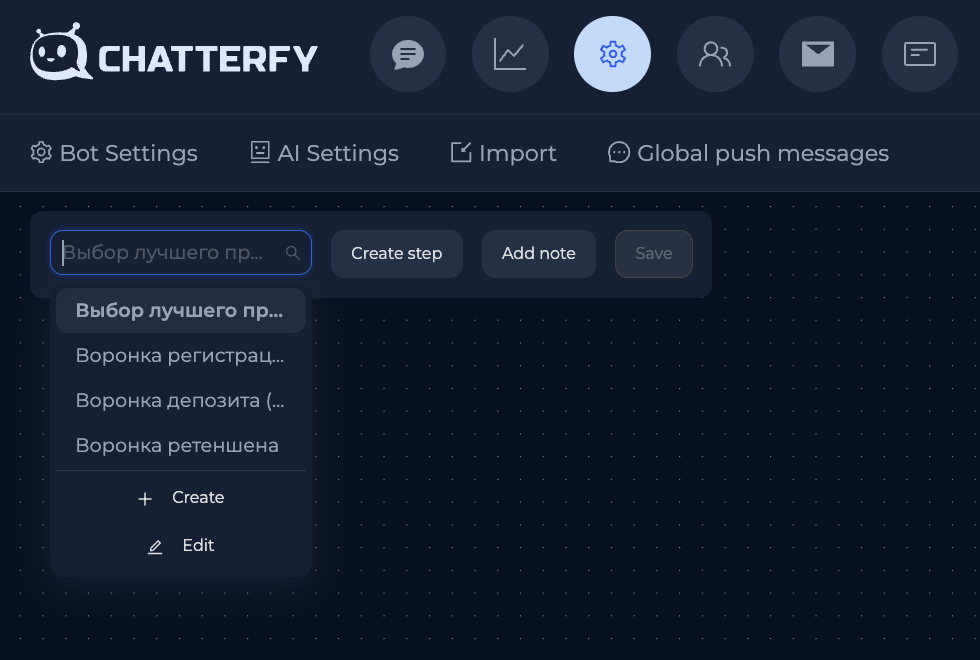 CHATTERFY
Bot Settings AI Settings Import Global push messages
Выбор лучшего пр... Create step Add note Save
Выбор лучшего пр...
Воронка регистрац...
Воронка депозита (...
Воронка ретеншена
Create
Edit